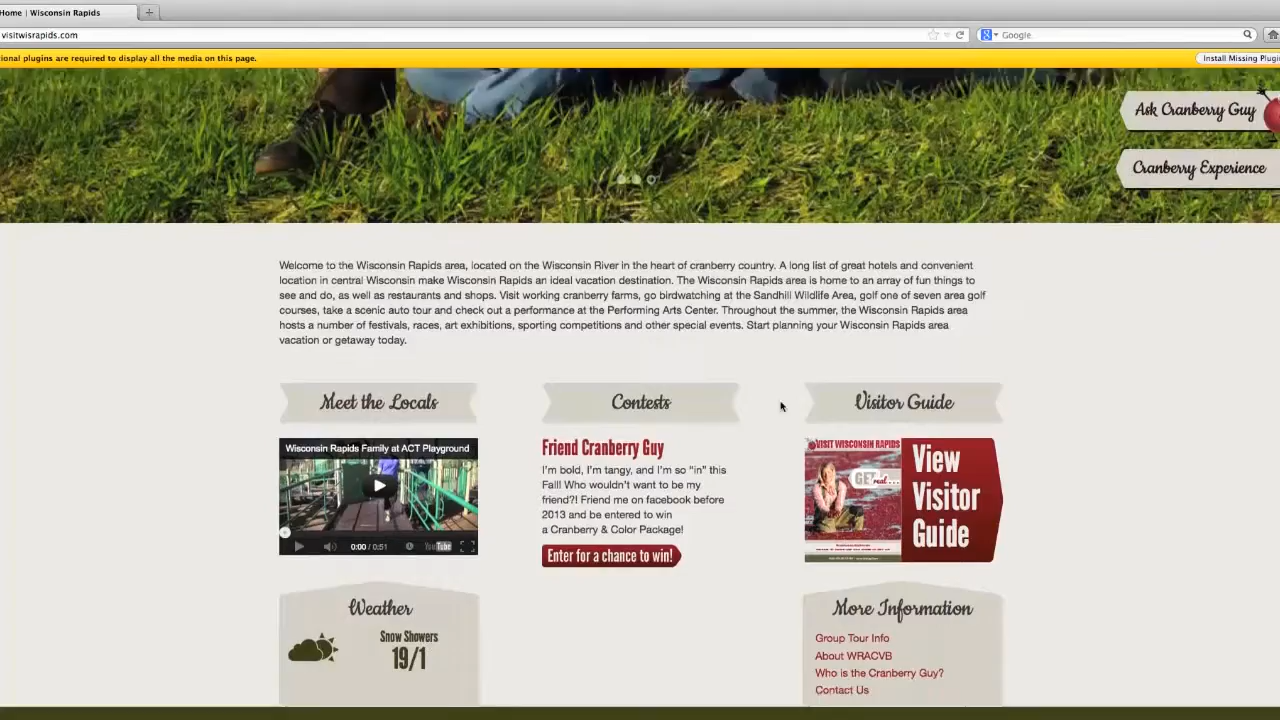 Home | Wisconsin Rapids
visitwisrapids.com
Google
ional plugins are required to display all the media on this page.
Install Missing Plugi
Ask Cranberry Guy
Cranberry Experience
Welcome to the Wisconsin Rapids area, located on the Wisconsin River in the heart of cranberry country. A long list of great hotels and convenient
location in central Wisconsin make Wisconsin Rapids an ideal vacation destination. The Wisconsin Rapids area is home to an array of fun things to
see and do, as well as restaurants and shops. Visit working cranberry farms, go birdwatching at the Sandhill Wildlife Area, golf one of seven area golf
courses, take a scenic auto tour and check out a performance at the Performing Arts Center. Throughout the summer, the Wisconsin Rapids area
hosts a number of festivals, races, art exhibitions, sporting competitions and other special events. Start planning your Wisconsin Rapids area
vacation or getaway today.
Meet the Locals
Wisconsin Rapids Family at ACT Playground
0:00 / 0:51
YouTube
Contests
Friend Cranberry Guy
I'm bold, I'm tangy, and I'm so "in" this
Fall! Who wouldn't want to be my
friend?! Friend me on facebook before
2013 and be entered to win
a Cranberry & Color Package!
Enter for a chance to win!
Visitor Guide
VISIT WISCONSIN RAPIDS
GET real...
View
Visitor
Guide
Weather
Snow Showers
19/1
More Information
Group Tour Info
About WRACVB
Who is the Cranberry Guy?
Contact Us